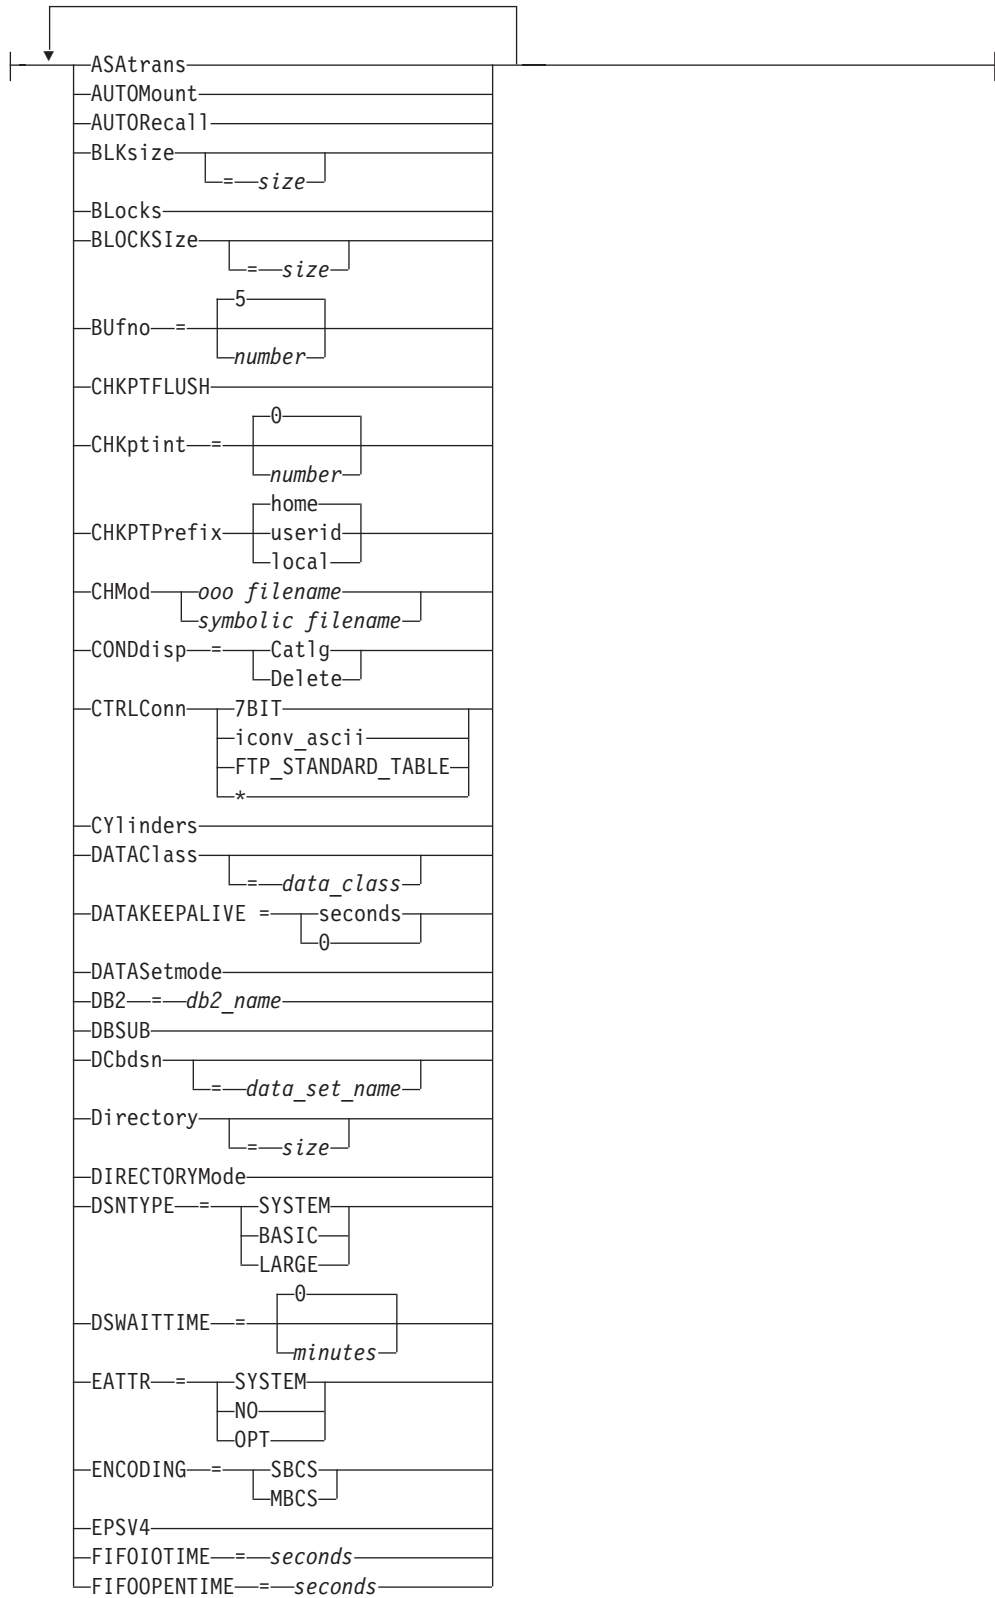 ASAtrans
AUTOMount
AUTORecall
BLKsize
= size
BLocks
BLOCKSIze
= size
5
BUfno =
number
CHKPTFLUSH
0
CHKptint =
number
home
CHKPTPrefix userid
local
CHMod ooo filename
symbolic filename
CONDdisp = Catlg
Delete
CTRLConn 7BIT
iconv_ascii
FTP_STANDARD_TABLE
*
CYlinders
DATAClass
= data_class
DATAKEEPALIVE = seconds
0
DATASetmode
DB2 = db2_name
DBSUB
DCbdsn
= data_set_name
Directory
= size
DIRECTORYMode
DSNTYPE = SYSTEM
BASIC
LARGE
0
DSWAITTIME =
minutes
EATTR = SYSTEM
NO
OPT
ENCODING = SBCS
MBCS
EPSV4
FIFOIOTIME = seconds
FIFOOPENTIME = seconds